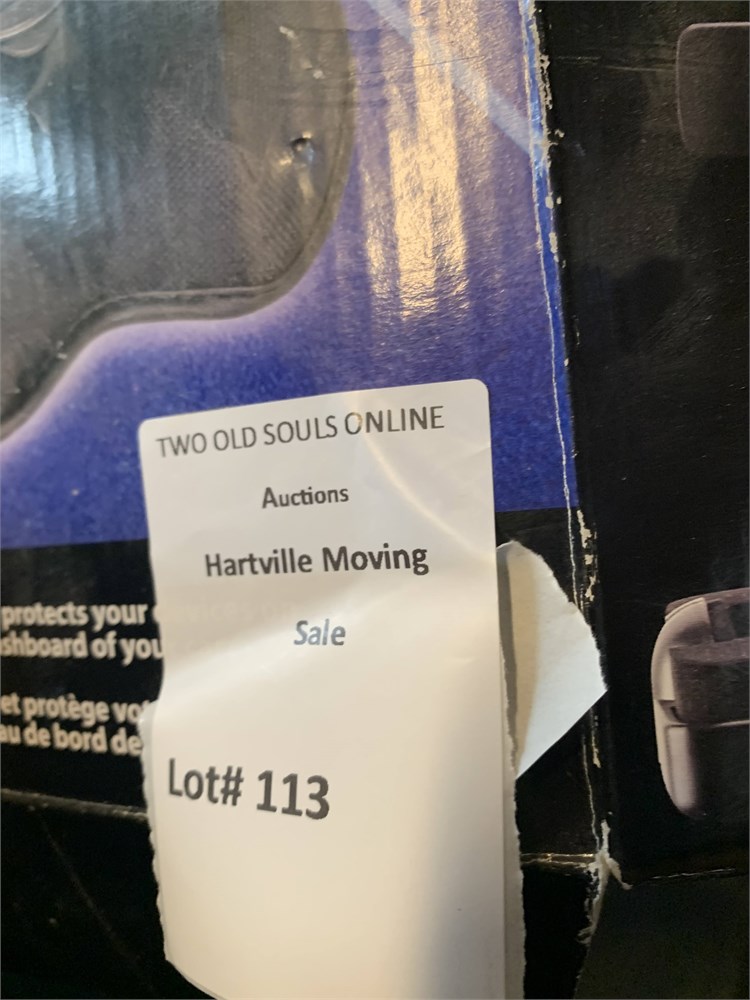 TWO OLD SOULS ONLINE
Auctions
Hartville Moving
Sale
Lot# 113
protects your
shboard of you
et protège vot
au de bord de